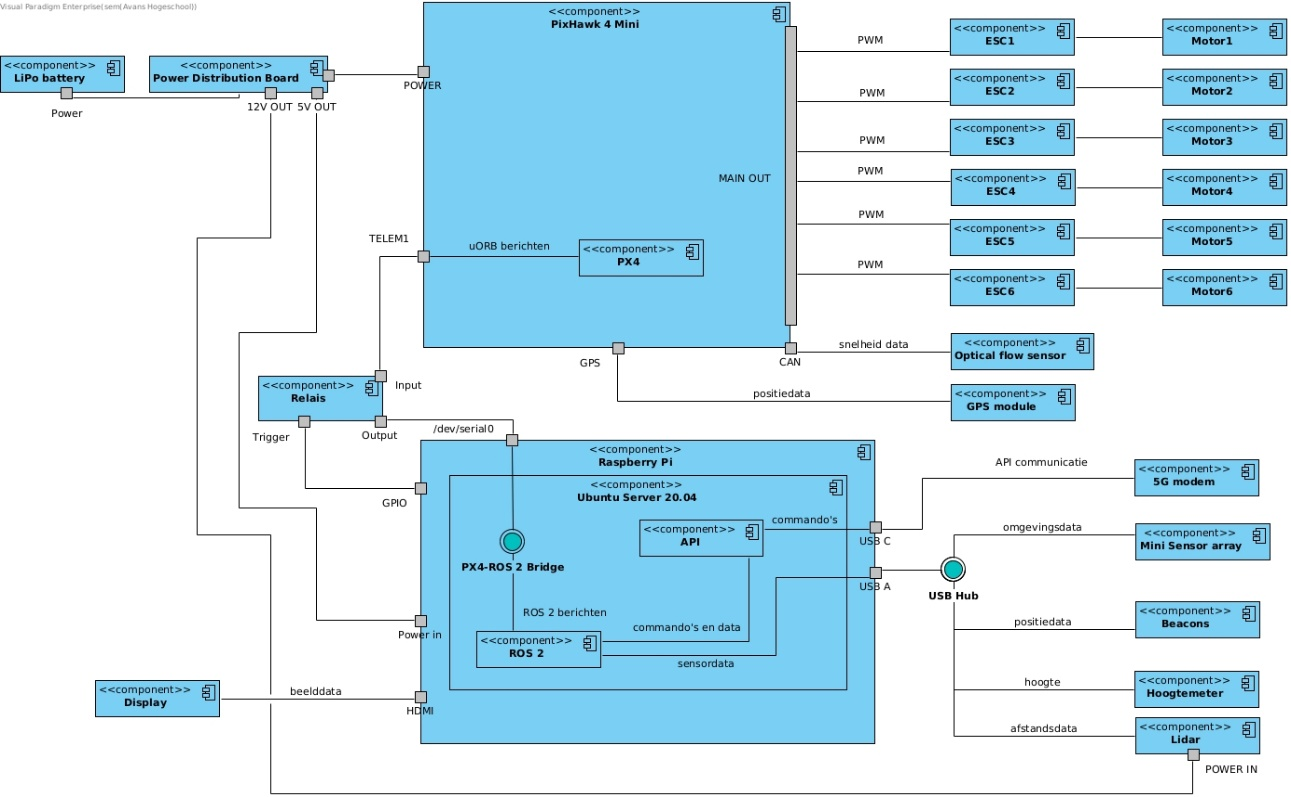 Visual Paradigm Enterprise(sem(Avans Hogeschool))
<<component>>
PixHawk 4 Mini
<<component>>
LiPo battery
Power
<<component>>
Power Distribution Board
12V OUT
5V OUT
POWER
MAIN OUT
TELEM1
uORB berichten
<<component>>
PX4
GPS
CAN
PWM
<<component>>
ESC1
<<component>>
Motor1
PWM
<<component>>
ESC2
<<component>>
Motor2
PWM
<<component>>
ESC3
<<component>>
Motor3
PWM
<<component>>
ESC4
<<component>>
Motor4
PWM
<<component>>
ESC5
<<component>>
Motor5
PWM
<<component>>
ESC6
<<component>>
Motor6
snelheid data
<<component>>
Optical flow sensor
positiedata
<<component>>
GPS module
<<component>>
Relais
Input
Trigger
Output
/dev/serial0
<<component>>
Raspberry Pi
GPIO
<<component>>
Ubuntu Server 20.04
<<component>>
API
commando's
USB C
USB A
PX4-ROS 2 Bridge
ROS 2 berichten
<<component>>
ROS 2
commando's en data
sensordata
Power in
HDMI
<<component>>
Display
beelddata
API communicatie
<<component>>
5G modem
USB Hub
omgevingsdata
<<component>>
Mini Sensor array
positiedata
<<component>>
Beacons
hoogte
<<component>>
Hoogtemeter
afstandsdata
<<component>>
Lidar
POWER IN